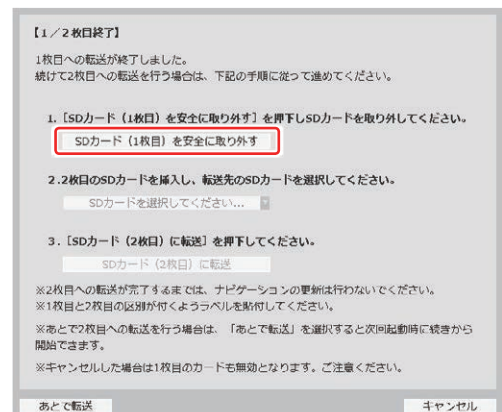 【1/2枚目終了】
1枚目への転送が終了しました。
続けて2枚目への転送を行う場合は、下記の手順に従って進めてください。
1.［SDカード（1枚目）を安全に取り外す］を押下しSDカードを取り外してください。
SDカード（1枚目）を安全に取り外す
2.2枚目のSDカードを挿入し、転送先のSDカードを選択してください。
SDカードを選択してください...
3.［SDカード（2枚目）に転送］を押下してください。
SDカード（2枚目）に転送
※2枚目への転送が完了するまでは、ナビゲーションの更新は行わないでください。
※1枚目と2枚目の区別が付くようラベルを貼付してください。
※あとで2枚目への転送を行う場合は、「あとで転送」を選択すると次回起動時に続きから
開始できます。
※キャンセルした場合は1枚目のカードも無効となります。ご注意ください。
あとで転送
キャンセル